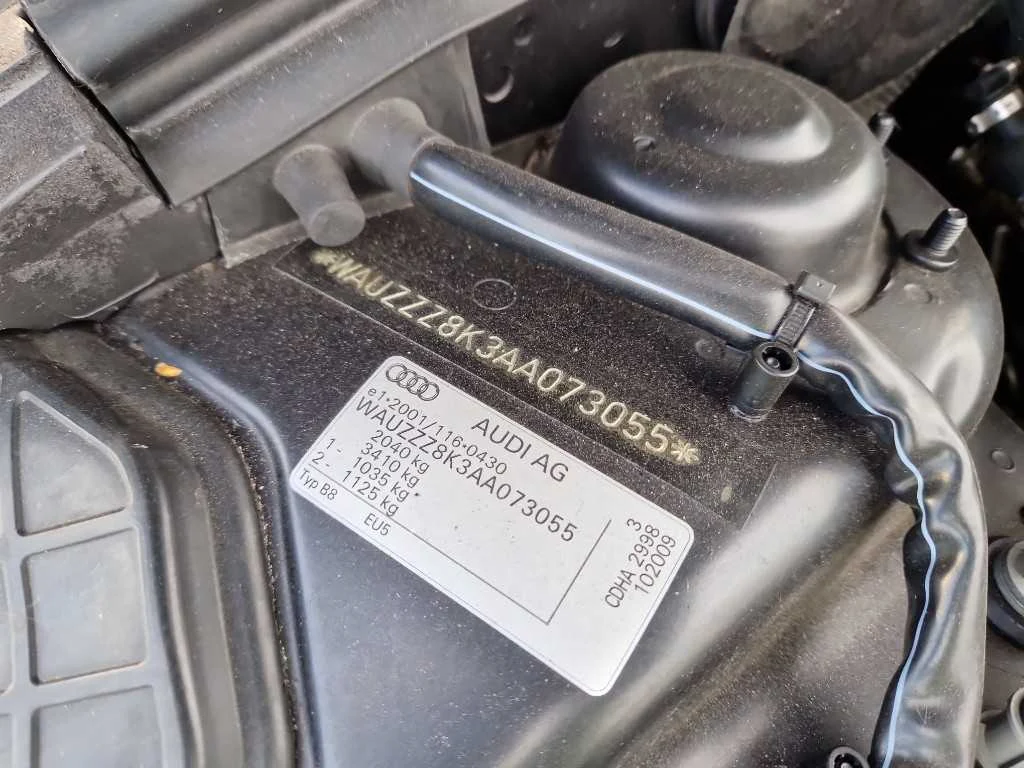 *WAUZZZ8K3AA073055*
AUDI AG
e1*2001/116*0430
WAUZZZ8K3AA073055
2040 kg
3410 kg
1- 1035 kg
2- 1125 kg
Typ B8
EU5
3
CDHA 2998
102009